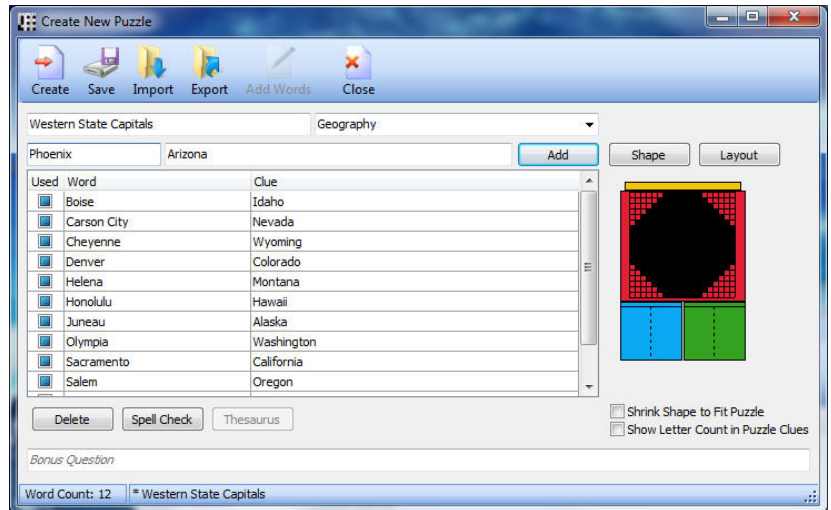 Create New Puzzle
Create Save Import Export Add Words Close
Western State Capitals Geography
Phoenix Arizona Add Shape Layout
Used Word Clue
Boise Idaho
Carson City Nevada
Cheyenne Wyoming
Denver Colorado
Helena Montana
Honolulu Hawaii
Juneau Alaska
Olympia Washington
Sacramento California
Salem Oregon
Shrink Shape to Fit Puzzle
Delete Spell Check Thesaurus
Show Letter Count in Puzzle Clues
Bonus Question
Word Count: 12 * Western State Capitals